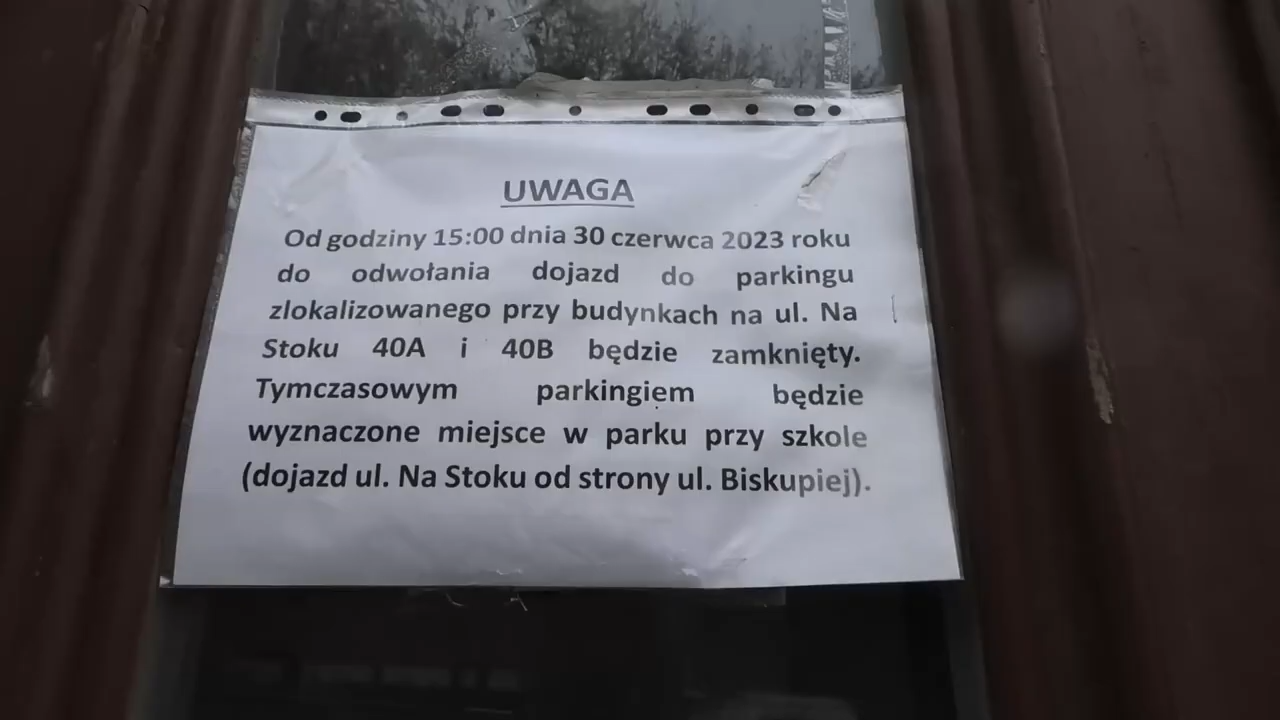 UWAGA
Od godziny 15:00 dnia 30 czerwca 2023 roku
do odwołania dojazd do parkingu
zlokalizowanego przy budynkach na ul. Na
Stoku 40A i 40B będzie zamknięty.
Tymczasowym parkingiem będzie
wyznaczone miejsce w parku przy szkole
(dojazd ul. Na Stoku od strony ul. Biskupiej).